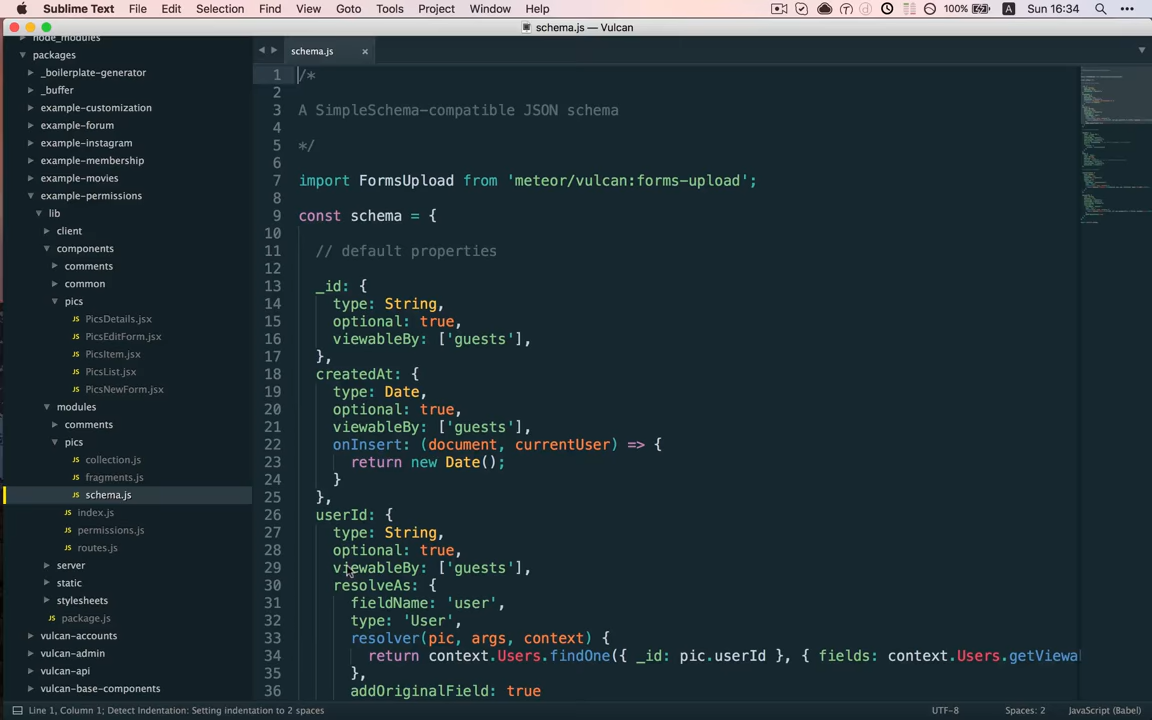 Sublime Text File Edit Selection Find View Goto Tools Project Window Help 100% A Sun 16:34
schema.js — Vulcan
node_modules
packages
_boilerplate-generator
_buffer
example-customization
example-forum
example-instagram
example-membership
example-movies
example-permissions
lib
client
components
comments
common
pics
PicsDetails.jsx
PicsEditForm.jsx
PicsItem.jsx
PicsList.jsx
PicsNewForm.jsx
modules
comments
pics
collection.js
fragments.js
schema.js
index.js
permissions.js
routes.js
server
static
stylesheets
package.js
vulcan-accounts
vulcan-admin
vulcan-api
vulcan-base-components
schema.js
1 /*
2
3 A SimpleSchema-compatible JSON schema
4
5 */
6
7 import FormsUpload from 'meteor/vulcan:forms-upload';
8
9 const schema = {
10
11 // default properties
12
13 _id: {
14 type: String,
15 optional: true,
16 viewableBy: ['guests'],
17 },
18 createdAt: {
19 type: Date,
20 optional: true,
21 viewableBy: ['guests'],
22 onInsert: (document, currentUser) => {
23 return new Date();
24 }
25 },
26 userId: {
27 type: String,
28 optional: true,
29 viewableBy: ['guests'],
30 resolveAs: {
31 fieldName: 'user',
32 type: 'User',
33 resolver(pic, args, context) {
34 return context.Users.findOne({ _id: pic.userId }, { fields: context.Users.getViewa
35 },
36 addOriginalField: true
Line 1, Column 1; Detect Indentation: Setting indentation to 2 spaces UTF-8 Spaces: 2 JavaScript (Babel)